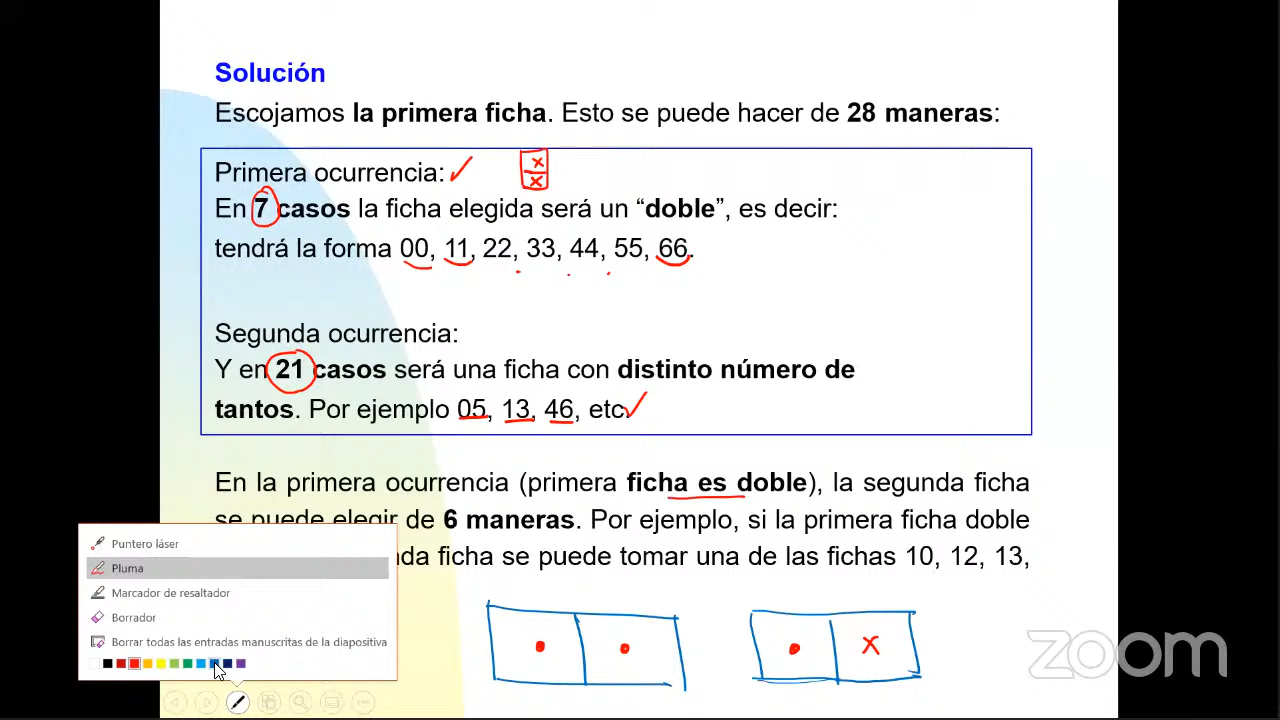 Solución
Escojamos la primera ficha. Esto se puede hacer de 28 maneras:
Primera ocurrencia:
x
x
En 7 casos la ficha elegida será un “doble”, es decir:
tendrá la forma 00, 11, 22, 33, 44, 55, 66.
Segunda ocurrencia:
Y en 21 casos será una ficha con distinto número de
tantos. Por ejemplo 05, 13, 46, etc.
En la primera ocurrencia (primera ficha es doble), la segunda ficha
se puede elegir de 6 maneras. Por ejemplo, si la primera ficha doble
ficha se puede tomar una de las fichas 10, 12, 13,
Puntero láser
Pluma
Marcador de resaltador
Borrador
Borrar todas las entradas manuscritas de la diapositiva
x
zoom